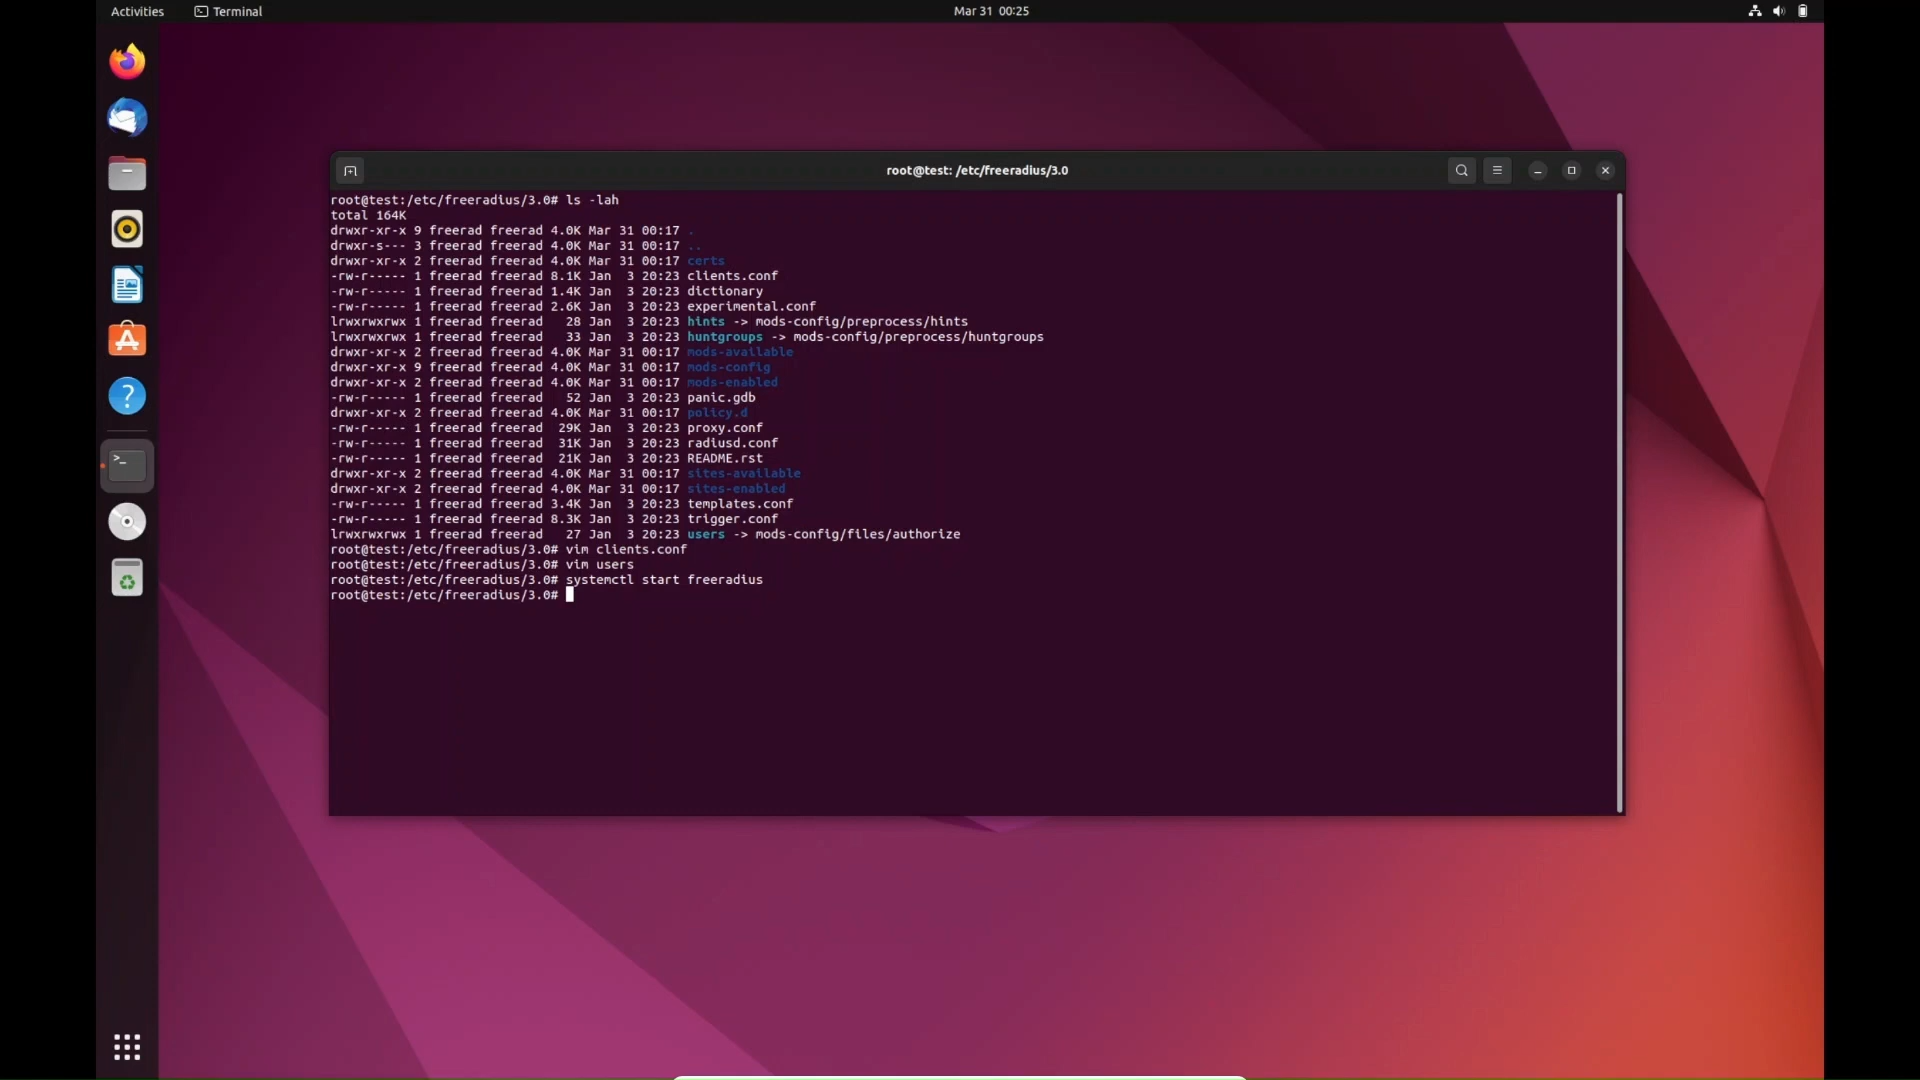 Activities Terminal Mar 31 00:25
root@test: /etc/freeradius/3.0
root@test:/etc/freeradius/3.0# ls -lah
total 164K
drwxr-xr-x 9 freerad freerad 4.0K Mar 31 00:17 .
drwxr-s--- 3 freerad freerad 4.0K Mar 31 00:17 ..
drwxr-xr-x 2 freerad freerad 4.0K Mar 31 00:17 certs
-rw-r----- 1 freerad freerad 8.1K Jan  3 20:23 clients.conf
-rw-r----- 1 freerad freerad 1.4K Jan  3 20:23 dictionary
-rw-r----- 1 freerad freerad 2.6K Jan  3 20:23 experimental.conf
lrwxrwxrwx 1 freerad freerad   28 Jan  3 20:23 hints -> mods-config/preprocess/hints
lrwxrwxrwx 1 freerad freerad   33 Jan  3 20:23 huntgroups -> mods-config/preprocess/huntgroups
drwxr-xr-x 2 freerad freerad 4.0K Mar 31 00:17 mods-available
drwxr-xr-x 9 freerad freerad 4.0K Mar 31 00:17 mods-config
drwxr-xr-x 2 freerad freerad 4.0K Mar 31 00:17 mods-enabled
-rw-r----- 1 freerad freerad   52 Jan  3 20:23 panic.gdb
drwxr-xr-x 2 freerad freerad 4.0K Mar 31 00:17 policy.d
-rw-r----- 1 freerad freerad  29K Jan  3 20:23 proxy.conf
-rw-r----- 1 freerad freerad  31K Jan  3 20:23 radiusd.conf
-rw-r----- 1 freerad freerad  21K Jan  3 20:23 README.rst
drwxr-xr-x 2 freerad freerad 4.0K Mar 31 00:17 sites-available
drwxr-xr-x 2 freerad freerad 4.0K Mar 31 00:17 sites-enabled
-rw-r----- 1 freerad freerad 3.4K Jan  3 20:23 templates.conf
-rw-r----- 1 freerad freerad 8.3K Jan  3 20:23 trigger.conf
lrwxrwxrwx 1 freerad freerad   27 Jan  3 20:23 users -> mods-config/files/authorize
root@test:/etc/freeradius/3.0# vim clients.conf
root@test:/etc/freeradius/3.0# vim users
root@test:/etc/freeradius/3.0# systemctl start freeradius
root@test:/etc/freeradius/3.0#